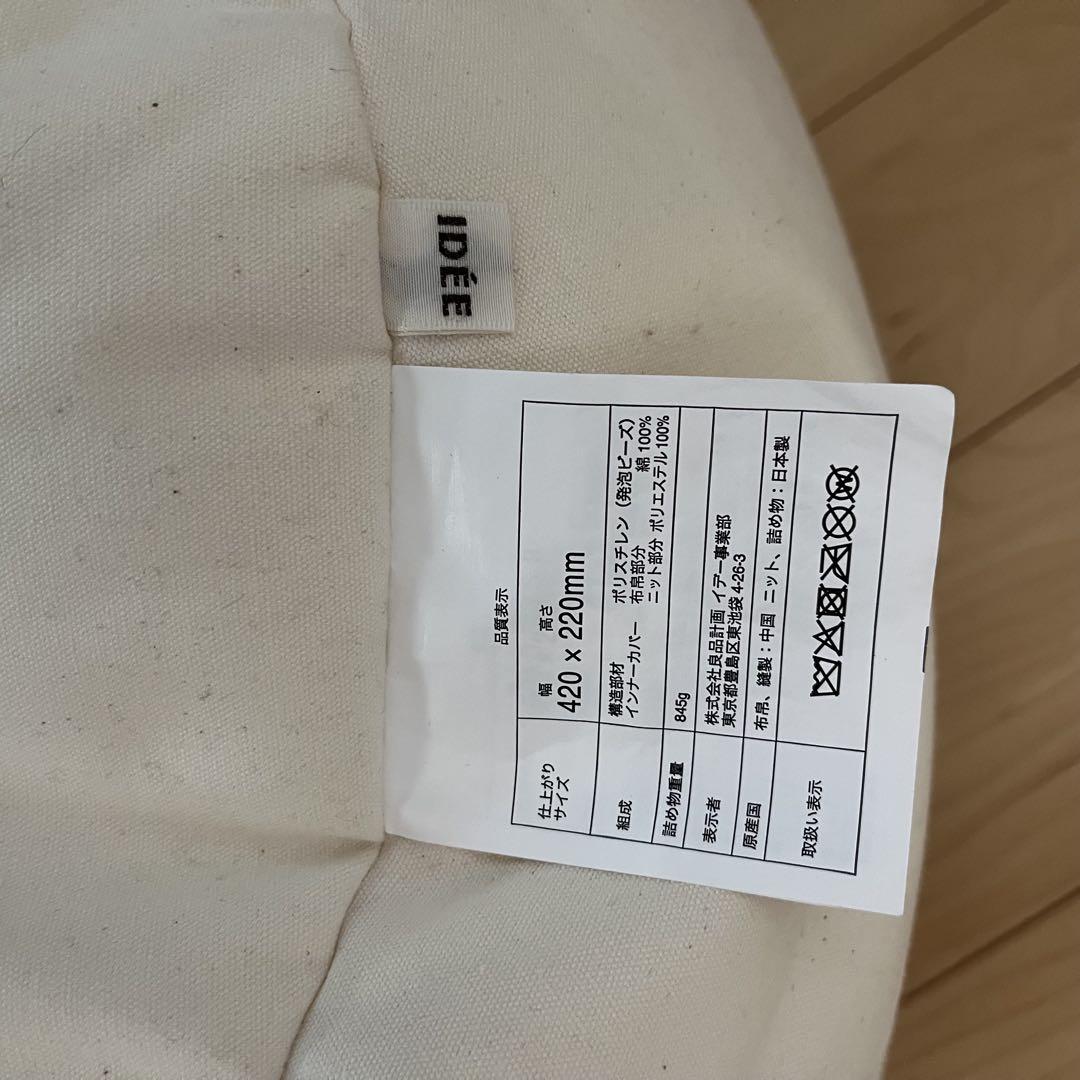 IDÉE
品質表示
仕上がり
サイズ
幅 高さ
420 x 220mm
組成
構造部材 ポリスチレン（発泡ビーズ）
インナーカバー 布帛部分 綿 100%
ニット部分 ポリエステル 100%
詰め物重量 845g
表示者
株式会社良品計画 イデー事業部
東京都豊島区東池袋 4-26-3
原産国 布帛、縫製：中国 ニット、詰め物：日本製
取扱い表示